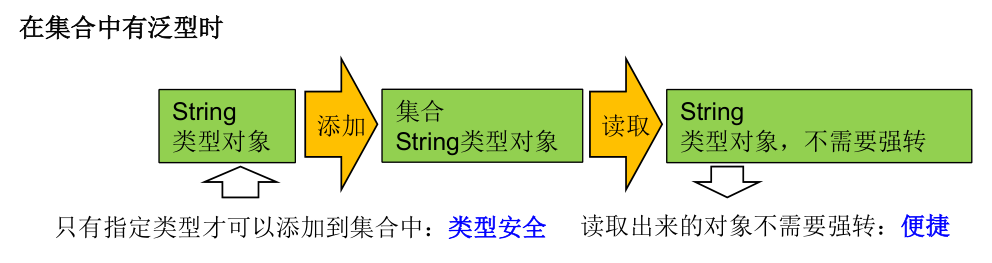 在集合中有泛型时
String
类型对象
添加
集合
String类型对象
读取
String
类型对象，不需要强转
只有指定类型才可以添加到集合中：类型安全
读取出来的对象不需要强转：便捷